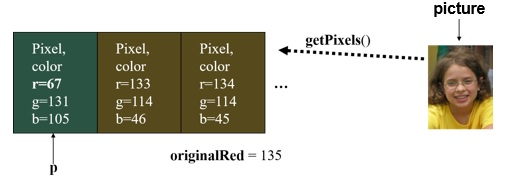 picture
getPixels()
Pixel,
color
r=67
g=131
b=105
Pixel,
color
r=133
g=114
b=46
Pixel,
color
r=134
g=114
b=45
...
p
originalRed = 135